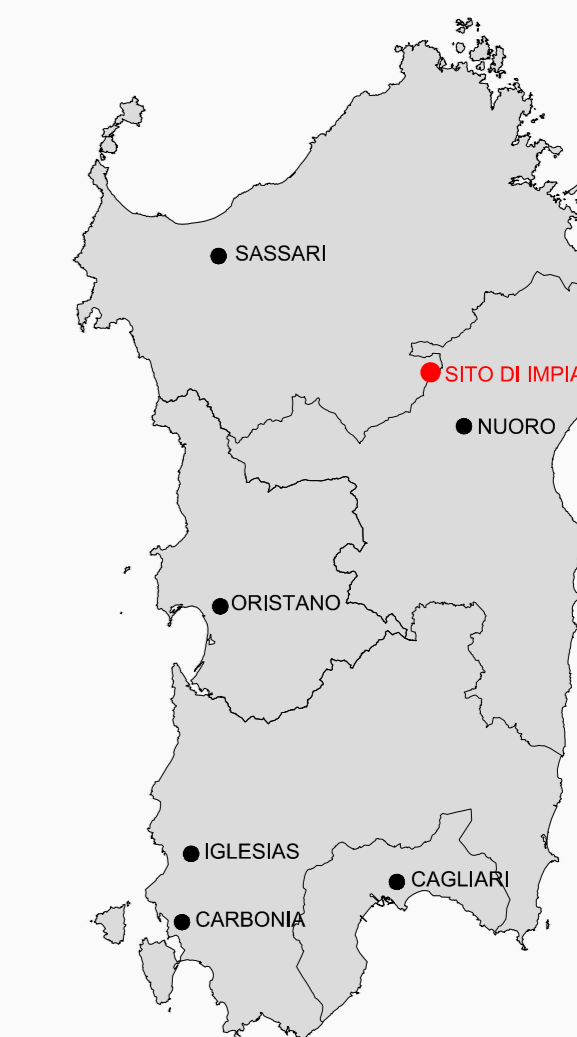 SASSARI
SITO DI IMPIA
NUORO
ORISTANO
IGLESIAS
CAGLIARI
CARBONIA